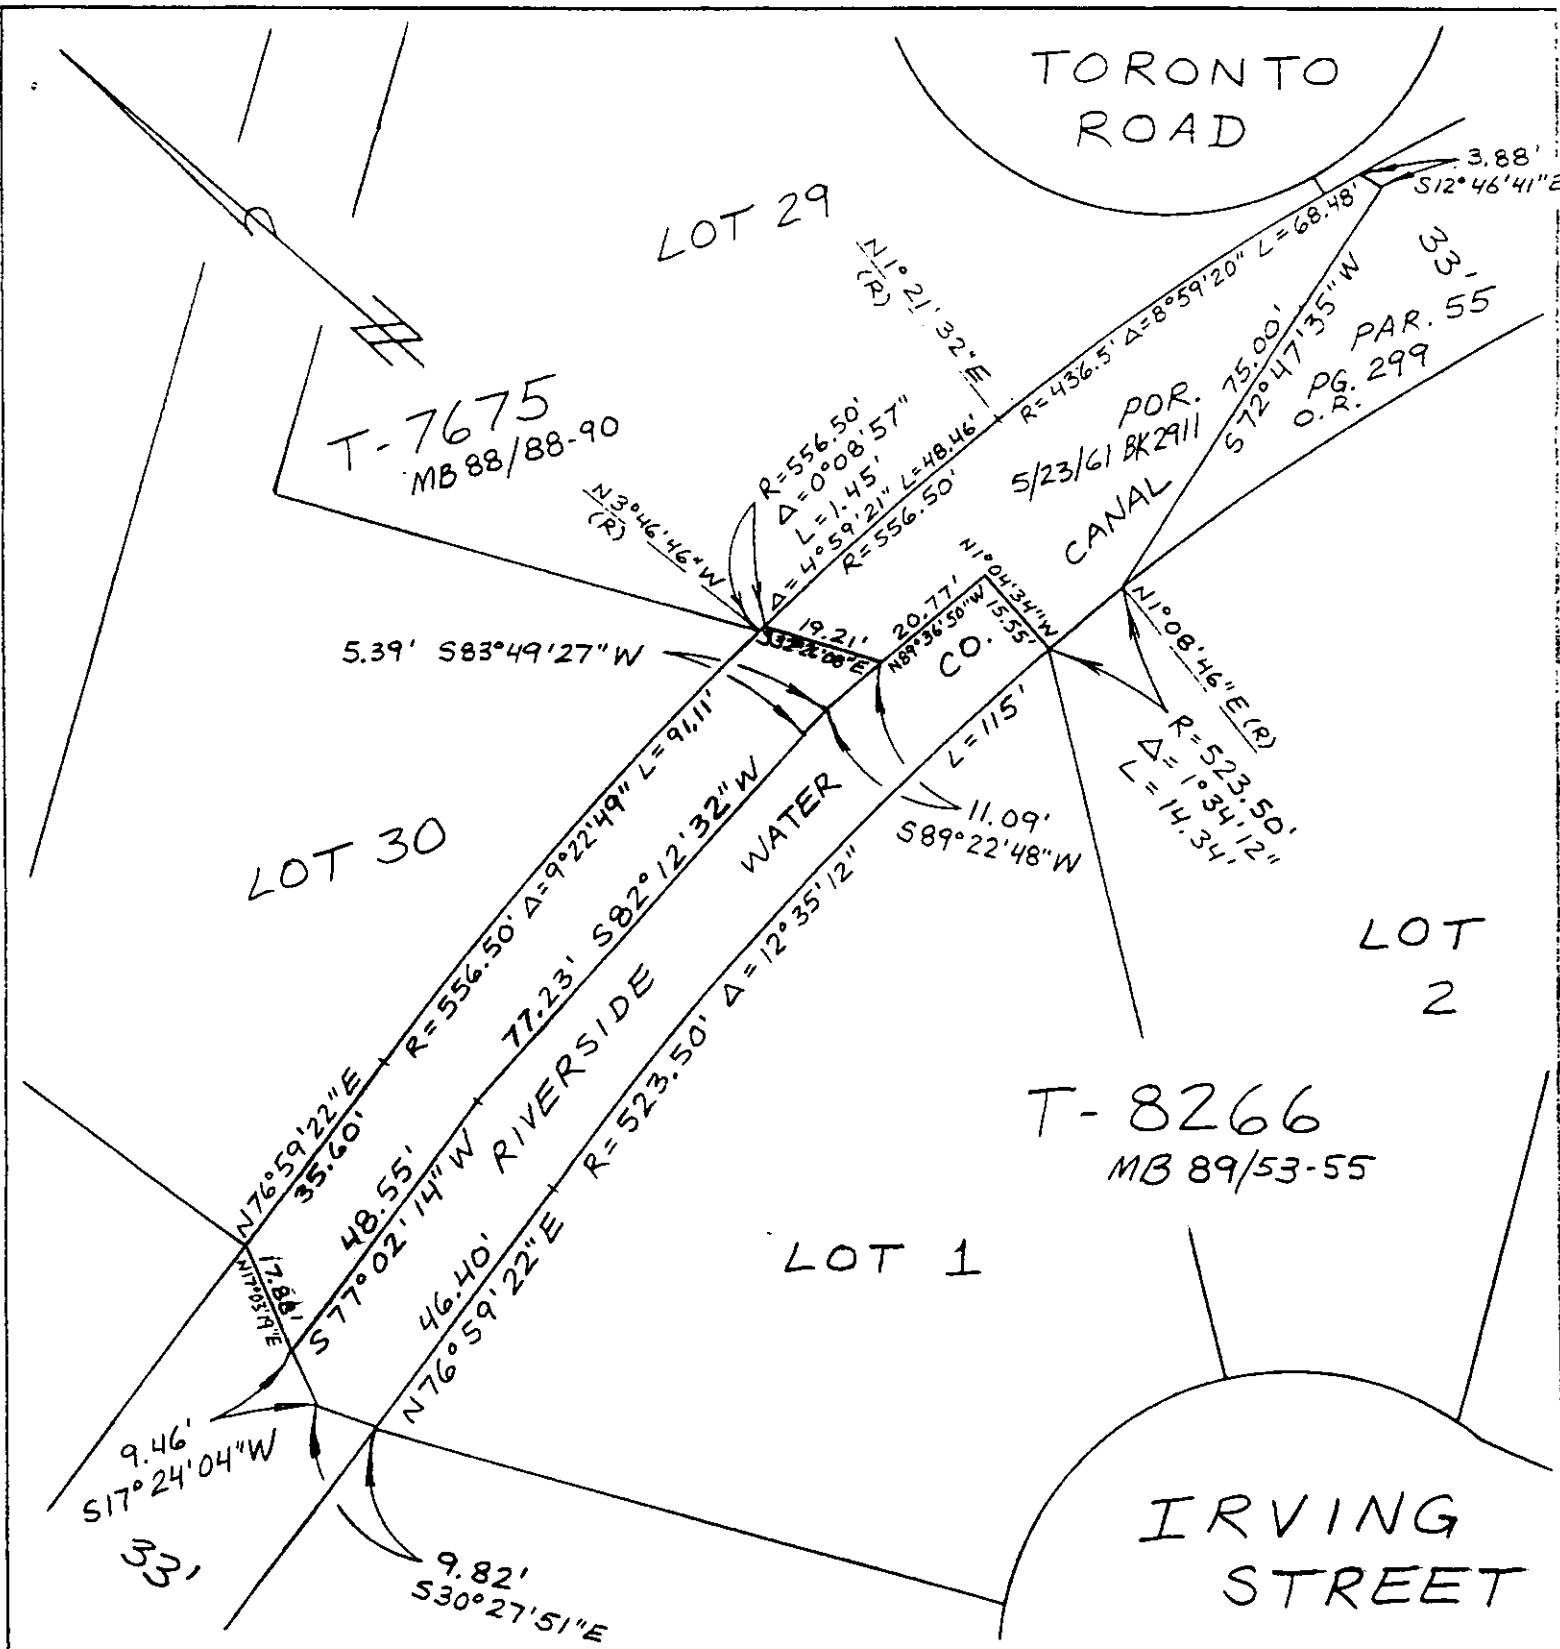 TORONTO
ROAD
3.88'
S12°46'41"E
LOT 29
N1°21'32"E
(R)
R=436.5' Δ=8°59'20" L=68.48'
33'
75.00'
S72°47'35"W
POR. PAR. 55
5/23/61 BK2911 PG. 299
O.R.
T-7675
MB 88/88-90
N3°46'46"W
(R)
R=556.50'
Δ=0°08'57"
L=1.45'
Δ=4°59'21" L=48.46'
R=556.50'
CANAL
N1°04'34"W
15.55'
20.77'
N89°36'50"W
CO.
19.21'
5.39' S83°49'27"W
N1°08'46"E (R)
R=523.50'
Δ=1°34'12"
L=14.34'
11.09'
S89°22'48"W
L=115'
WATER
LOT 30
R=556.50' Δ=9°22'49" L=91.11'
77.23' S82°12'32"W
RIVERSIDE
R=523.50' Δ=12°35'12"
LOT
2
T-8266
MB 89/53-55
N76°59'22"E
35.60'
48.55'
S77°02'14"W
46.40'
N76°59'22"E
LOT 1
N17°03'19"E
9.46'
S17°24'04"W
33'
9.82'
S30°27'51"E
IRVING
STREET